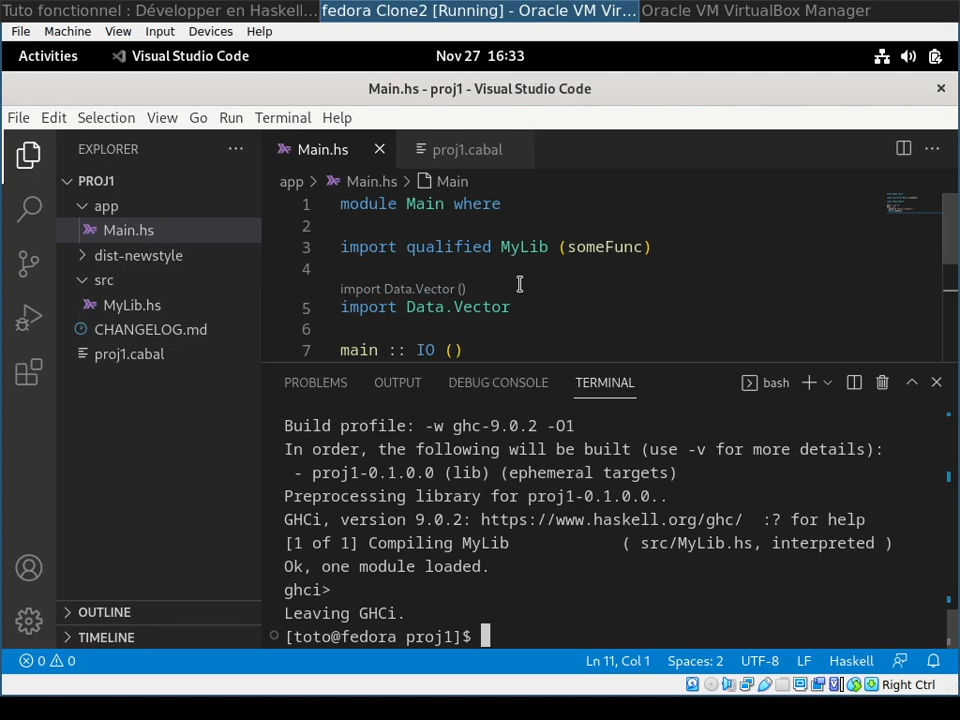 Tuto fonctionnel : Développer en Haskell... fedora Clone2 [Running] - Oracle VM Vir... Oracle VM VirtualBox Manager
File Machine View Input Devices Help
Activities Visual Studio Code Nov 27 16:33
Main.hs - proj1 - Visual Studio Code ×
File Edit Selection View Go Run Terminal Help
EXPLORER ...
PROJ1
app
Main.hs
dist-newstyle
src
MyLib.hs
CHANGELOG.md
proj1.cabal
OUTLINE
TIMELINE
Main.hs × proj1.cabal
app > Main.hs > Main
1 module Main where
2
3 import qualified MyLib (someFunc)
4
import Data.Vector ()
5 import Data.Vector
6
7 main :: IO ()
PROBLEMS OUTPUT DEBUG CONSOLE TERMINAL bash
Build profile: -w ghc-9.0.2 -O1
In order, the following will be built (use -v for more details):
- proj1-0.1.0.0 (lib) (ephemeral targets)
Preprocessing library for proj1-0.1.0.0..
GHCi, version 9.0.2: https://www.haskell.org/ghc/  :? for help
[1 of 1] Compiling MyLib            ( src/MyLib.hs, interpreted )
Ok, one module loaded.
ghci>
Leaving GHCi.
[toto@fedora proj1]$
0 0 Ln 11, Col 1 Spaces: 2 UTF-8 LF Haskell
Right Ctrl